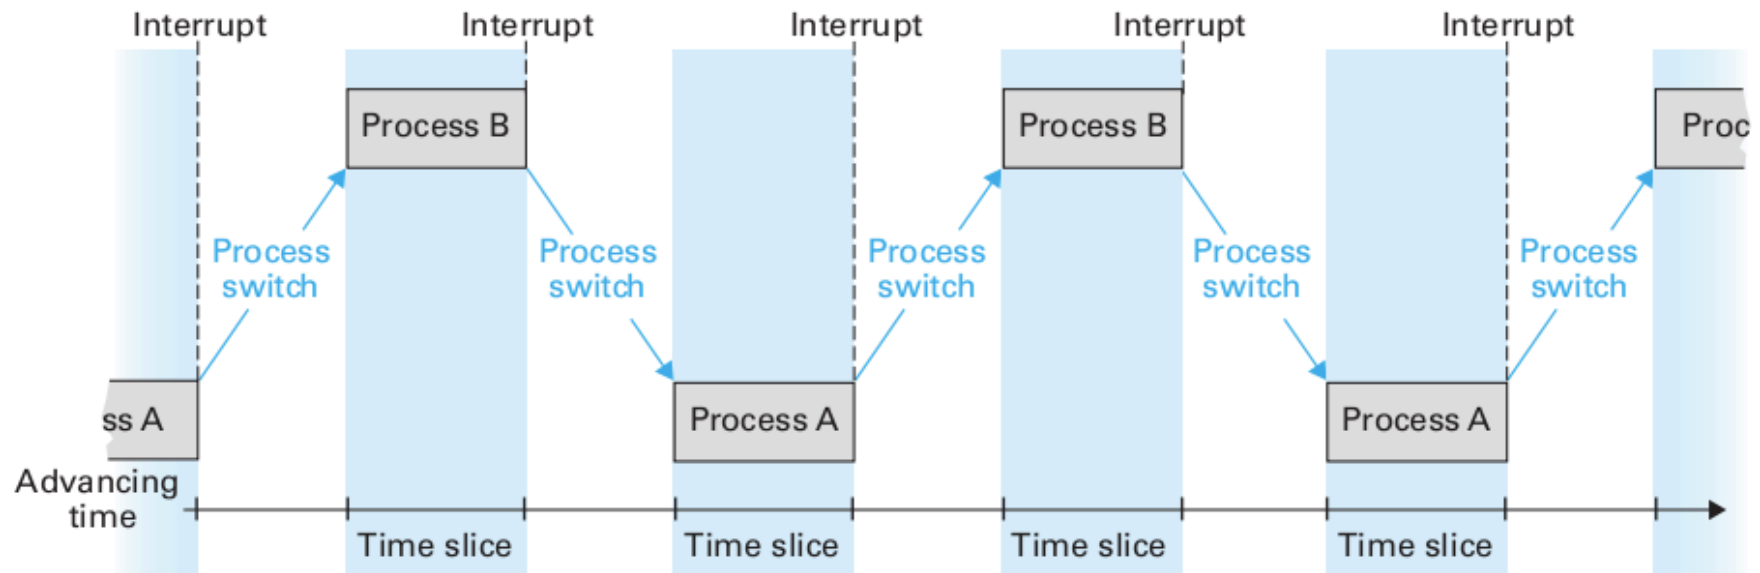 Interrupt Interrupt Interrupt Interrupt Interrupt
Process B Process B Proc
Process Process Process Process Process
switch switch switch switch switch
ss A Process A Process A
Advancing
time
Time slice Time slice Time slice Time slice